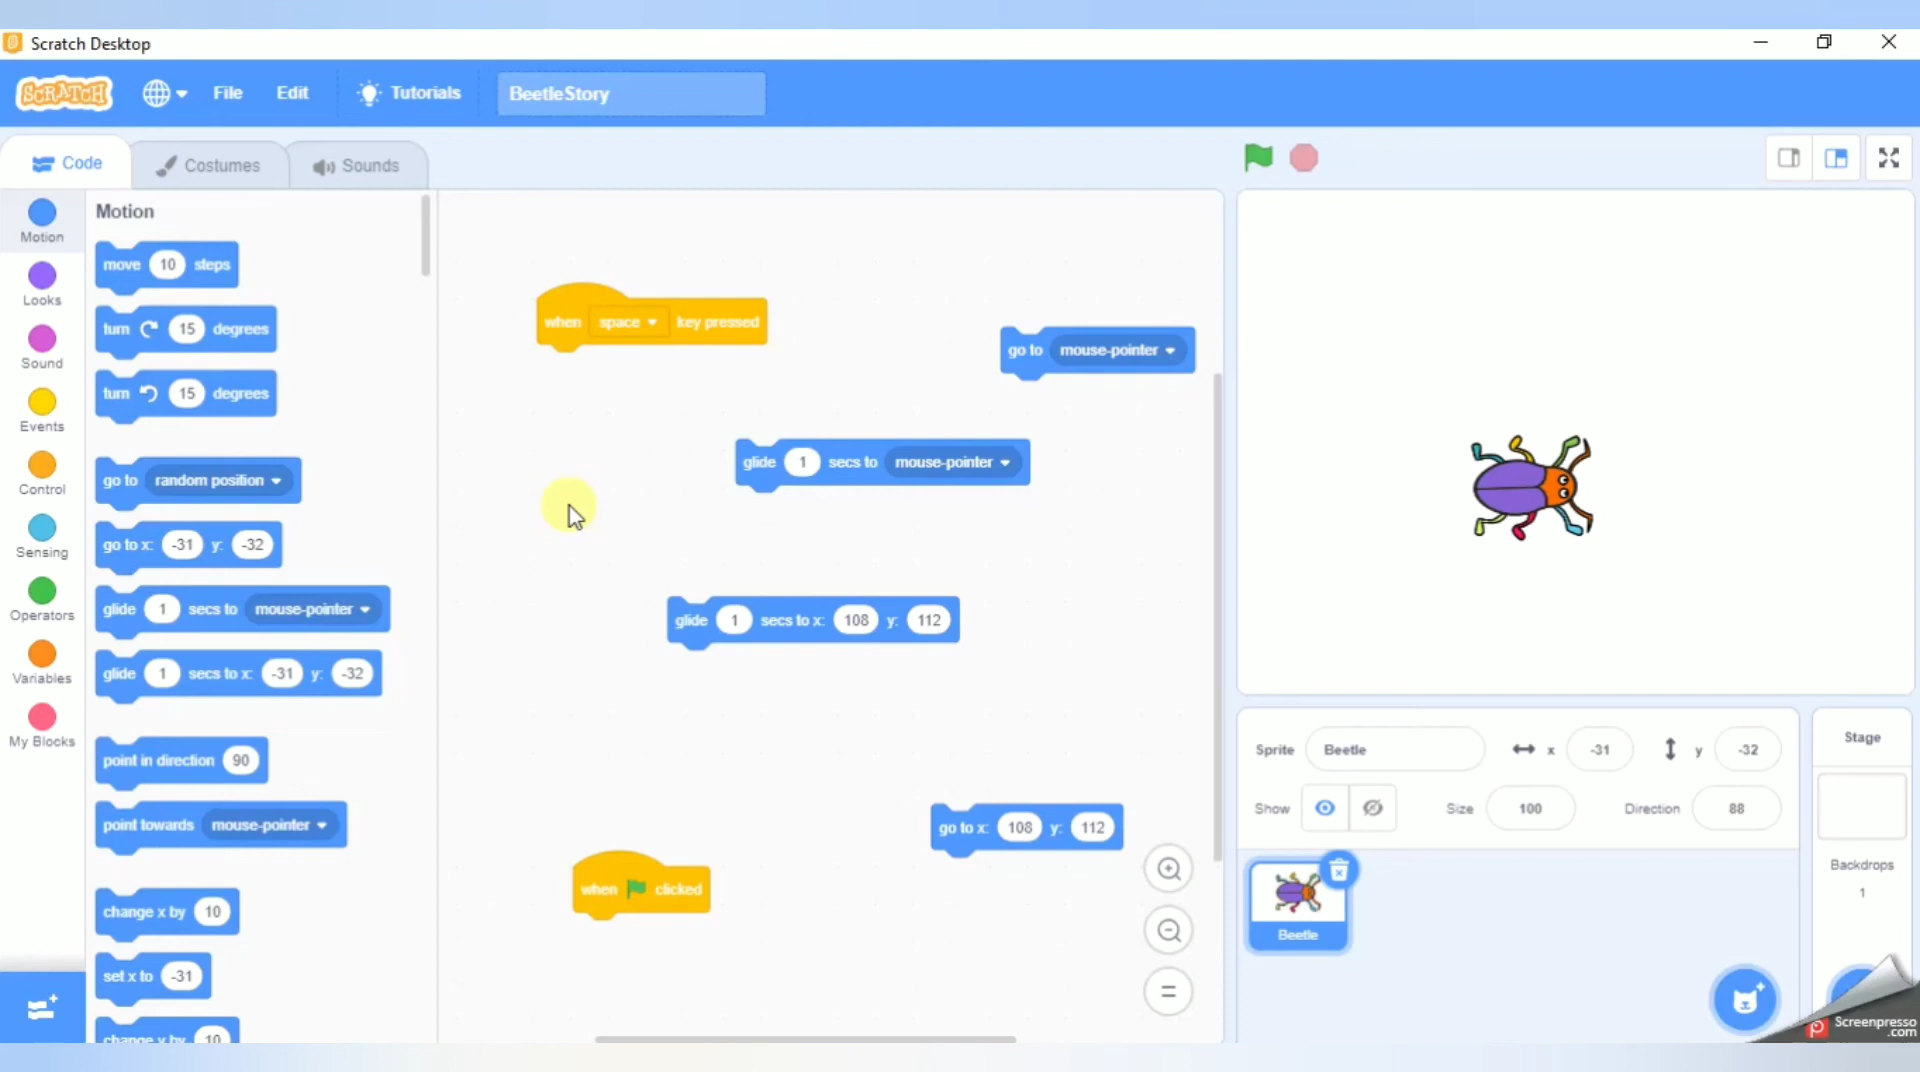 Scratch Desktop
SCRATCH File Edit Tutorials BeetleStory
Code Costumes Sounds
Motion
Looks
Sound
Events
Control
Sensing
Operators
Variables
My Blocks
Motion
move 10 steps
turn 15 degrees
turn 15 degrees
go to random position
go to x: -31 y: -32
glide 1 secs to mouse-pointer
glide 1 secs to x: -31 y: -32
point in direction 90
point towards mouse-pointer
change x by 10
set x to -31
change y by 10
when space key pressed
go to mouse-pointer
glide 1 secs to mouse-pointer
glide 1 secs to x: 108 y: 112
go to x: 108 y: 112
when clicked
Sprite Beetle x -31 y -32
Show Size 100 Direction 88
Beetle
Stage
Backdrops
1
Screenpresso
.com